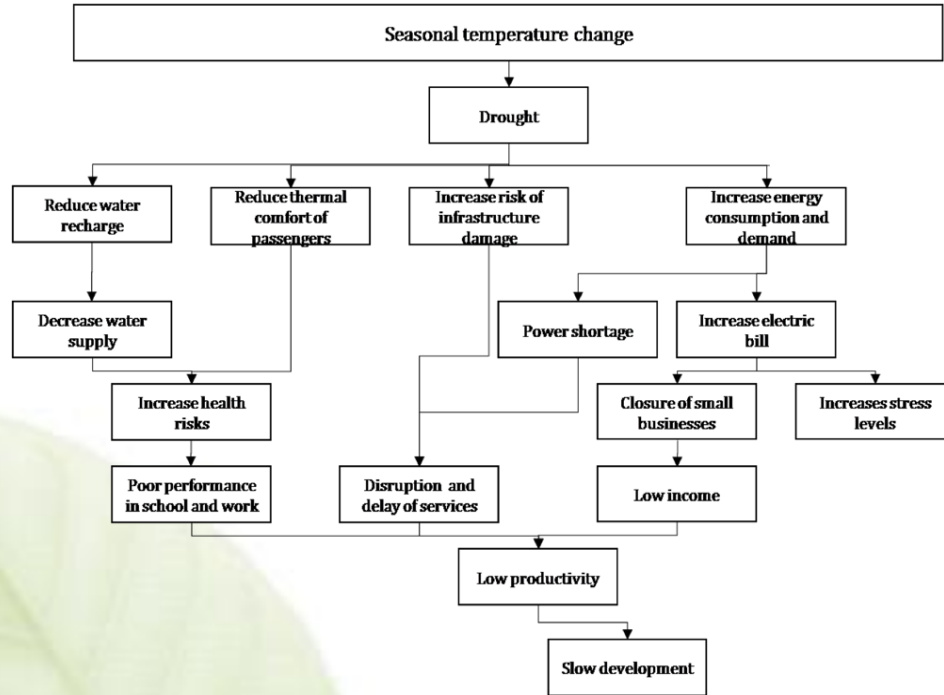 Seasonal temperature change
Drought
Reduce water
recharge
Reduce thermal
comfort of
passengers
Increase risk of
infrastructure
damage
Increase energy
consumption and
demand
Decrease water
supply
Power shortage
Increase electric
bill
Increase health
risks
Closure of small
businesses
Increases stress
levels
Poor performance
in school and work
Disruption and
delay of services
Low income
Low productivity
Slow development